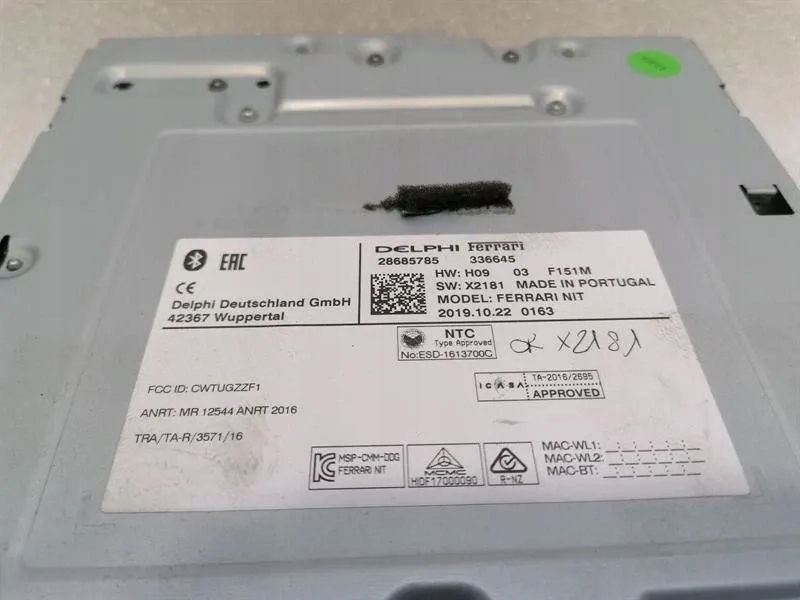 EAC
CE
Delphi Deutschland GmbH
42367 Wuppertal
DELPHI Ferrari
28685785 336645
HW: H09 03 F151M
SW: X2181 MADE IN PORTUGAL
MODEL: FERRARI NIT
2019.10.22 0163
NTC
Type Approved
No:ESD-1613700C
OK X2181
ICASA
TA-2016/2695
APPROVED
FCC ID: CWTUGZZF1
ANRT: MR 12544 ANRT 2016
TRA/TA-R/3571/16
MSIP-CMM-DDG
FERRARI NIT
MCMC
HIDF17000090
R-NZ
MAC-WL1:
MAC-WL2:
MAC-BT: